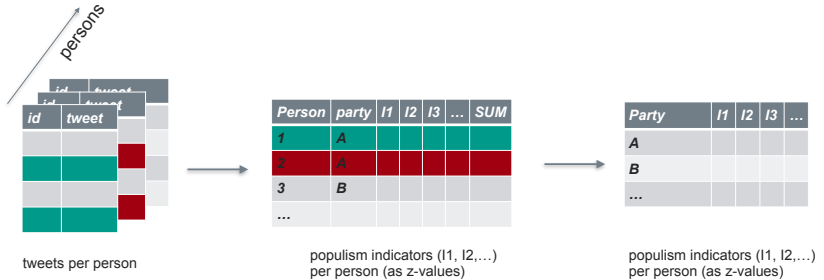 persons
id tweet
id tweet
id tweet
tweets per person
Person party I1 I2 I3 … SUM
1 A
2 A
3 B
…
populism indicators (I1, I2,…)
per person (as z-values)
Party I1 I2 I3 …
A
B
…
populism indicators (I1, I2,…)
per person (as z-values)